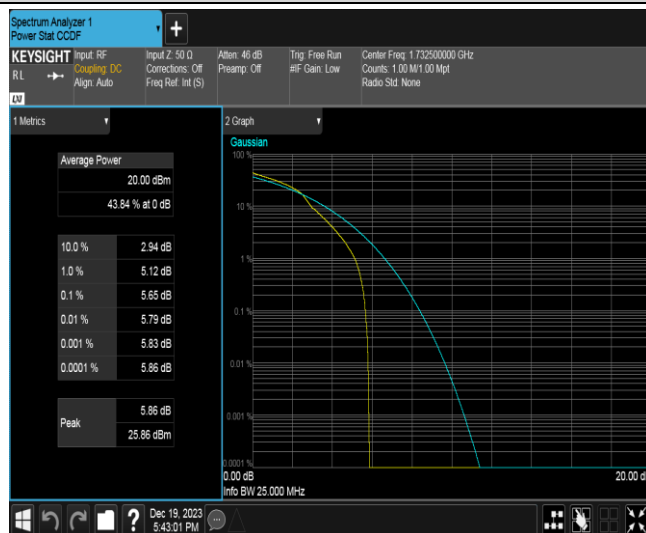 Spectrum Analyzer 1
Power Stat CCDF
+
KEYSIGHT
RL
LXI
Input: RF
Coupling: DC
Align: Auto
Input Z: 50 Ω
Corrections: Off
Freq Ref: Int (S)
Atten: 46 dB
Preamp: Off
Trig: Free Run
#IF Gain: Low
Center Freq: 1.732500000 GHz
Counts: 1.00 M/1.00 Mpt
Radio Std: None
1 Metrics
Average Power
20.00 dBm
43.84 % at 0 dB
10.0 % 2.94 dB
1.0 % 5.12 dB
0.1 % 5.65 dB
0.01 % 5.79 dB
0.001 % 5.83 dB
0.0001 % 5.86 dB
Peak
5.86 dB
25.86 dBm
2 Graph
Gaussian
100 %
10 %
1 %
0.1 %
0.01 %
0.001 %
0.0001 %
0.00 dB
20.00 d
Info BW 25.000 MHz
?
Dec 19, 2023
5:43:01 PM